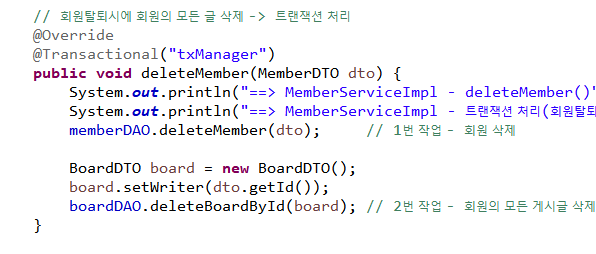 // 회원탈퇴시에 회원의 모든 글 삭제 -> 트랜잭션 처리
@Override
@Transactional("txManager")
public void deleteMember(MemberDTO dto) {
System.out.println("==> MemberServiceImpl - deleteMember()"
System.out.println("==> MemberServiceImpl - 트랜잭션 처리(회원탈퇴
memberDAO.deleteMember(dto); // 1번 작업 - 회원 삭제
BoardDTO board = new BoardDTO();
board.setWriter(dto.getId());
boardDAO.deleteBoardById(board); // 2번 작업 - 회원의 모든 게시글 삭제
}